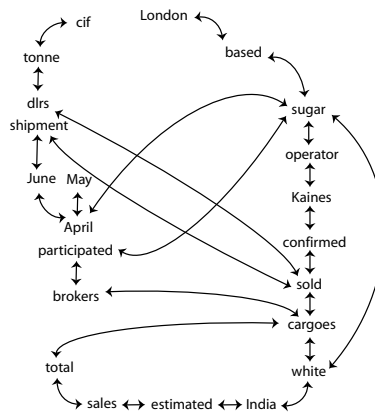 cif
London
tonne
based
dlrs
shipment
sugar
operator
June
May
Kaines
April
confirmed
participated
sold
brokers
cargoes
total
white
sales
estimated
India